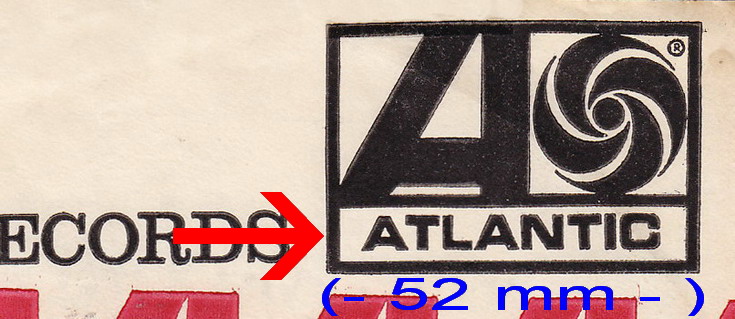 A ®
ECORDS
ATLANTIC
(- 52 mm - )